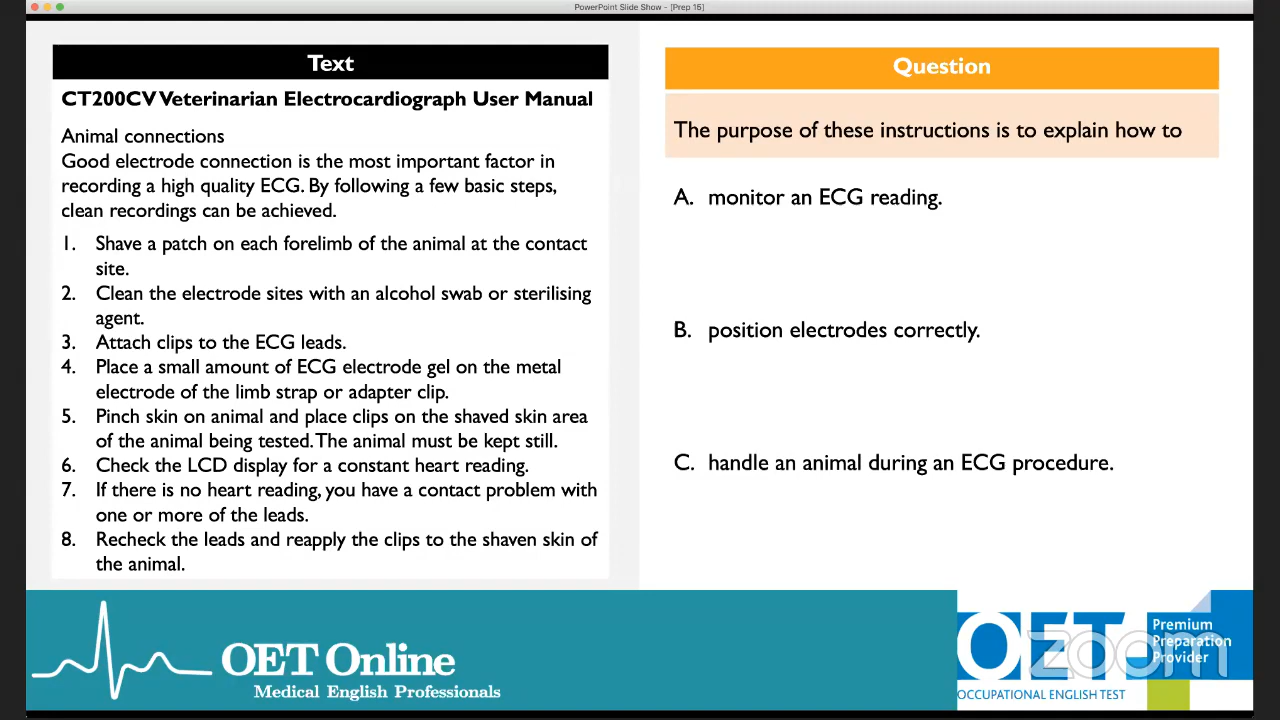 PowerPoint Slide Show - [Prep 15]
Text
CT200CV Veterinarian Electrocardiograph User Manual
Animal connections
Good electrode connection is the most important factor in
recording a high quality ECG. By following a few basic steps,
clean recordings can be achieved.
1. Shave a patch on each forelimb of the animal at the contact
site.
2. Clean the electrode sites with an alcohol swab or sterilising
agent.
3. Attach clips to the ECG leads.
4. Place a small amount of ECG electrode gel on the metal
electrode of the limb strap or adapter clip.
5. Pinch skin on animal and place clips on the shaved skin area
of the animal being tested. The animal must be kept still.
6. Check the LCD display for a constant heart reading.
7. If there is no heart reading, you have a contact problem with
one or more of the leads.
8. Recheck the leads and reapply the clips to the shaven skin of
the animal.
Question
The purpose of these instructions is to explain how to
A. monitor an ECG reading.
B. position electrodes correctly.
C. handle an animal during an ECG procedure.
OET Online
Medical English Professionals
OET
OCCUPATIONAL ENGLISH TEST
Premium
Preparation
Provider
zoom